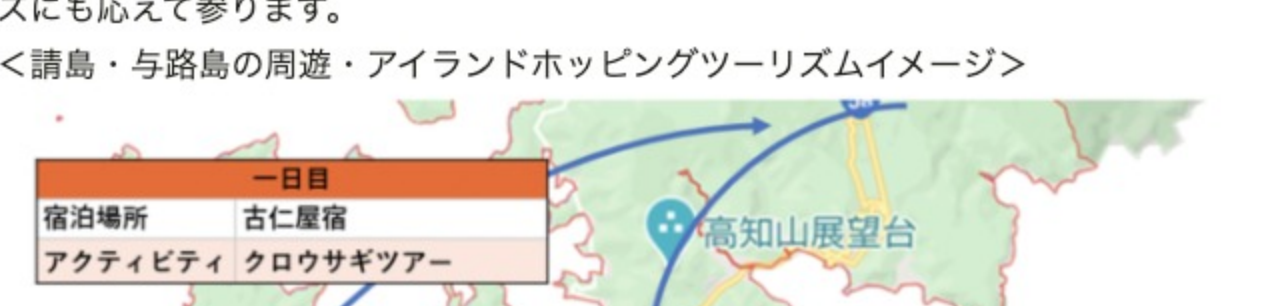 スにも応えて参ります。
＜請島・与路島の周遊・アイランドホッピングツーリズムイメージ＞
一日目
宿泊場所 古仁屋宿
アクティビティ クロウサギツアー
高知山展望台